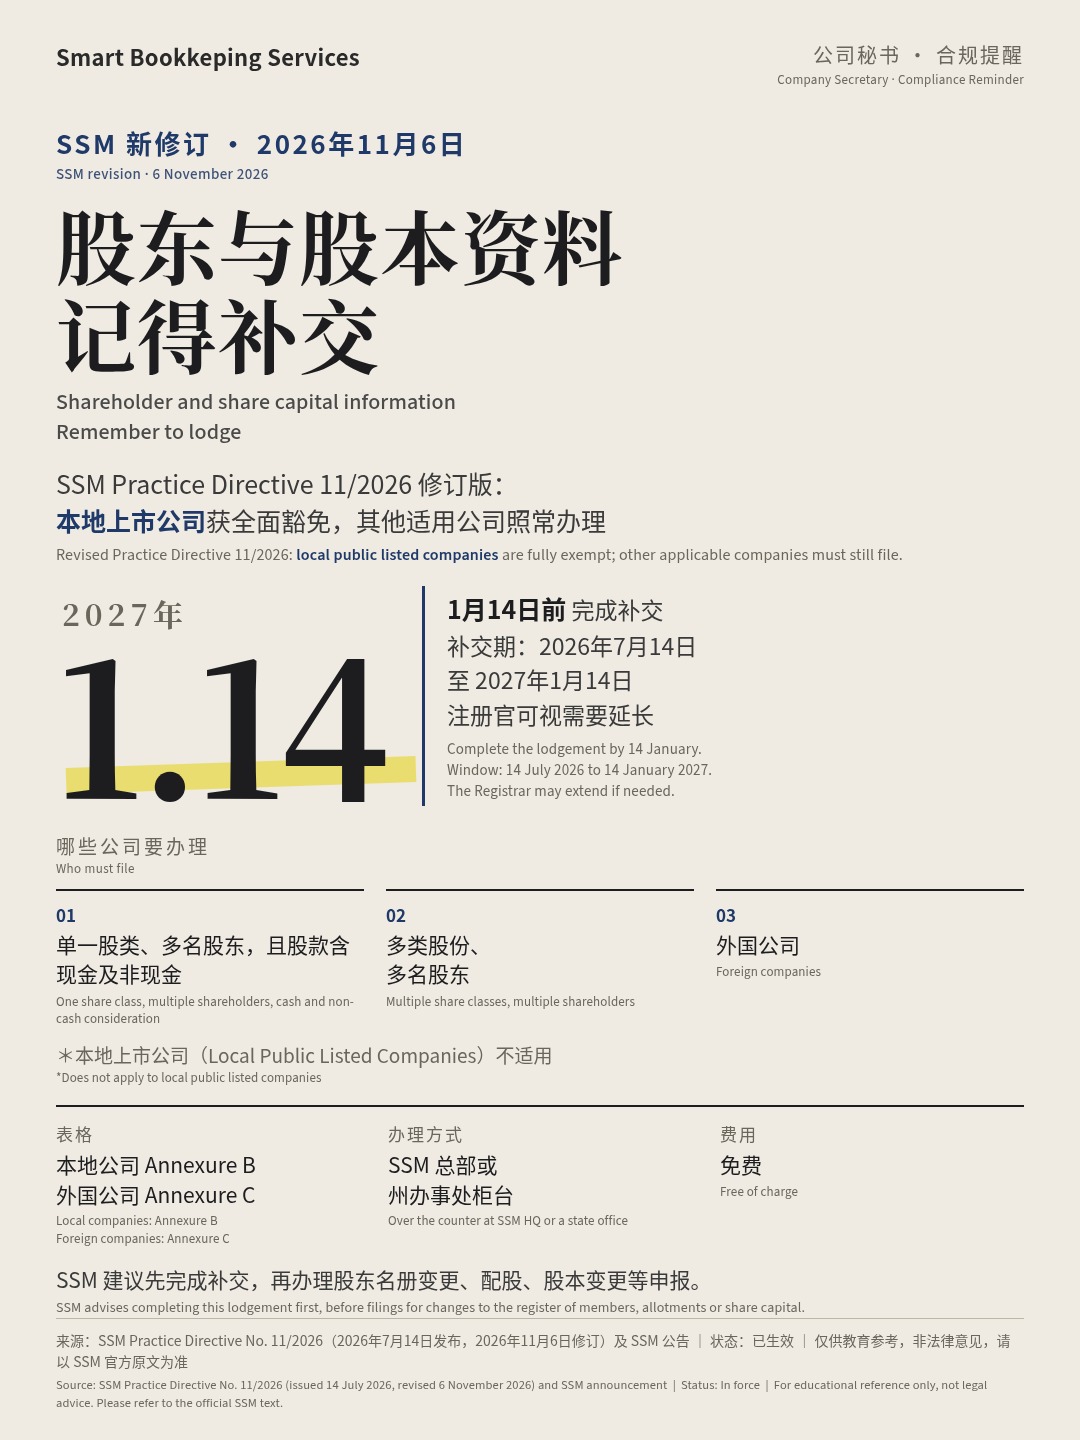 Smart Bookkeping Services
公司秘书 · 合规提醒
Company Secretary · Compliance Reminder
SSM 新修订 · 2026年11月6日
SSM revision · 6 November 2026
股东与股本资料
记得补交
Shareholder and share capital information
Remember to lodge
SSM Practice Directive 11/2026 修订版：
本地上市公司获全面豁免，其他适用公司照常办理
Revised Practice Directive 11/2026: local public listed companies are fully exempt; other applicable companies must still file.
2027年
1.14
1月14日前 完成补交
补交期：2026年7月14日
至 2027年1月14日
注册官可视需要延长
Complete the lodgement by 14 January.
Window: 14 July 2026 to 14 January 2027.
The Registrar may extend if needed.
哪些公司要办理
Who must file
01
单一股类、多名股东，且股款含
现金及非现金
One share class, multiple shareholders, cash and non-
cash consideration
02
多类股份、
多名股东
Multiple share classes, multiple shareholders
03
外国公司
Foreign companies
＊本地上市公司（Local Public Listed Companies）不适用
*Does not apply to local public listed companies
表格
本地公司 Annexure B
外国公司 Annexure C
Local companies: Annexure B
Foreign companies: Annexure C
办理方式
SSM 总部或
州办事处柜台
Over the counter at SSM HQ or a state office
费用
免费
Free of charge
SSM 建议先完成补交，再办理股东名册变更、配股、股本变更等申报。
SSM advises completing this lodgement first, before filings for changes to the register of members, allotments or share capital.
来源：SSM Practice Directive No. 11/2026（2026年7月14日发布，2026年11月6日修订）及 SSM 公告 ｜ 状态：已生效 ｜ 仅供教育参考，非法律意见，请
以 SSM 官方原文为准
Source: SSM Practice Directive No. 11/2026 (issued 14 July 2026, revised 6 November 2026) and SSM announcement | Status: In force | For educational reference only, not legal
advice. Please refer to the official SSM text.